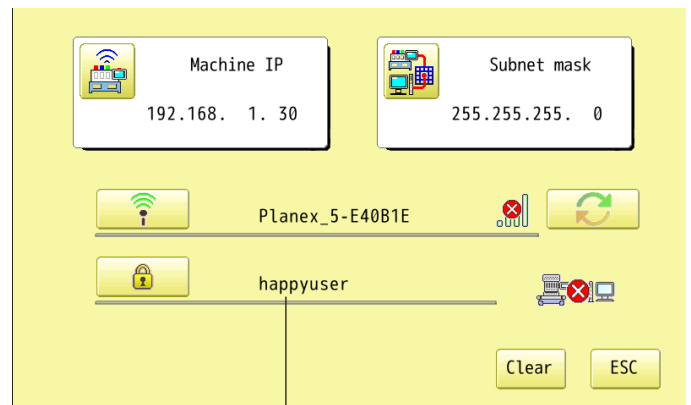 Machine IP
192.168.  1. 30
Subnet mask
255.255.255.  0
Planex_5-E40B1E
happyuser
Clear
ESC